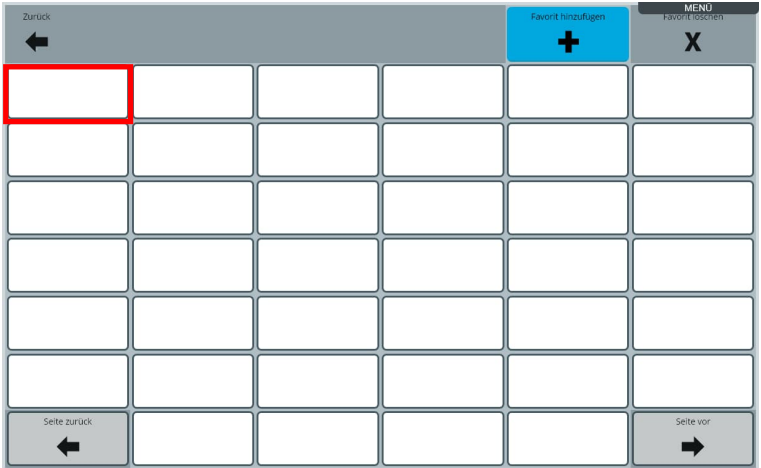 Zurück
Favorit hinzufügen
MENÜ
Favorit löschen
X
Seite zurück
Seite vor